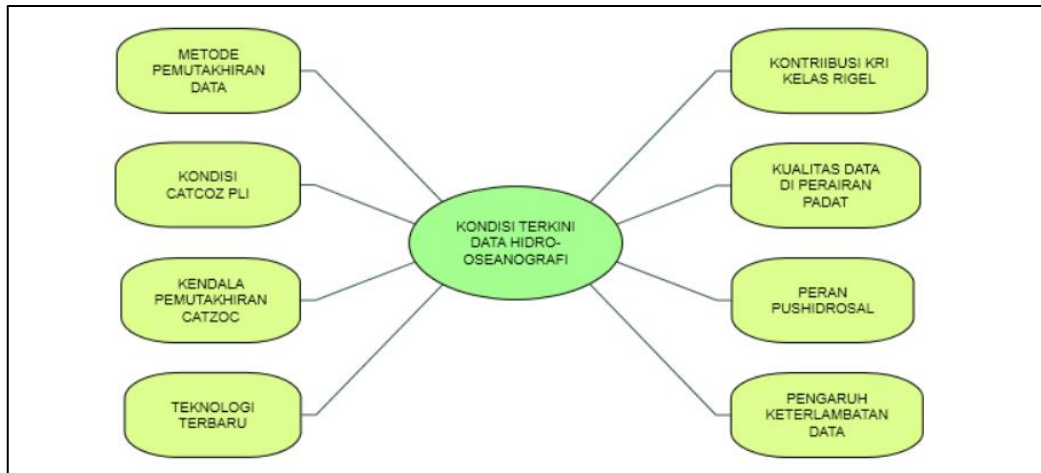 METODE
PEMUTAKHIRAN
DATA
KONDISI
CATCOZ PLI
KENDALA
PEMUTAKHIRAN
CATZOC
TEKNOLOGI
TERBARU
KONDISI TERKINI
DATA HIDRO-
OSEANOGRAFI
KONTRIIBUSI KRI
KELAS RIGEL
KUALITAS DATA
DI PERAIRAN
PADAT
PERAN
PUSHIDROSAL
PENGARUH
KETERLAMBATAN
DATA